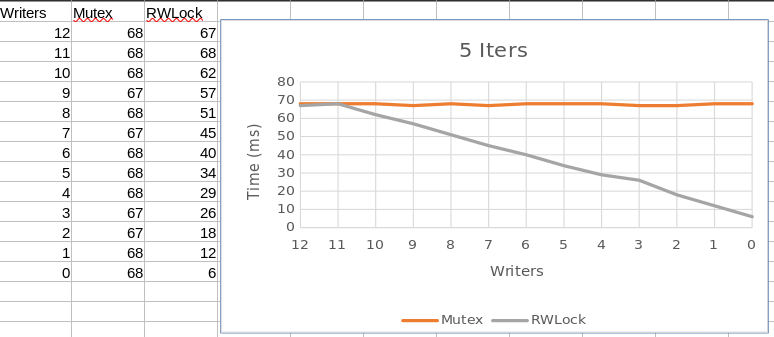 Writers Mutex RWLock
12 68 67
11 68 68
10 68 62
9 67 57
8 68 51
7 67 45
6 68 40
5 68 34
4 68 29
3 67 26
2 67 18
1 68 12
0 68 6
5 Iters
Time (ms)
80
70
60
50
40
30
20
10
0
12 11 10 9 8 7 6 5 4 3 2 1 0
Writers
Mutex RWLock